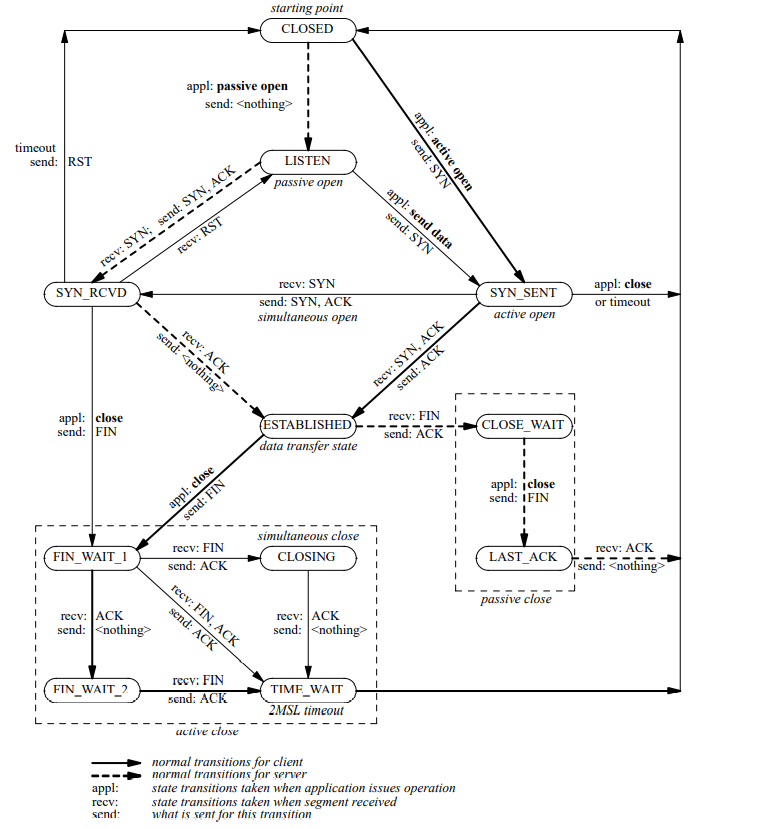 starting point
CLOSED
appl: passive open
send: <nothing>
appl: active open
send: SYN
timeout
send: RST
LISTEN
passive open
recv: SYN; send: SYN, ACK
recv: RST
appl: send data
send: SYN
SYN_RCVD
recv: SYN
send: SYN, ACK
simultaneous open
SYN_SENT
active open
appl: close
or timeout
recv: ACK
send: <nothing>
recv: SYN, ACK
send: ACK
appl: close
send: FIN
ESTABLISHED
data transfer state
recv: FIN
send: ACK
CLOSE_WAIT
appl: close
send: FIN
appl: close
send: FIN
simultaneous close
FIN_WAIT_1
recv: FIN
send: ACK
CLOSING
LAST_ACK
recv: ACK
send: <nothing>
passive close
recv: ACK
send: <nothing>
recv: FIN, ACK
send: ACK
recv: ACK
send: <nothing>
FIN_WAIT_2
recv: FIN
send: ACK
TIME_WAIT
2MSL timeout
active close
normal transitions for client
normal transitions for server
appl: state transitions taken when application issues operation
recv: state transitions taken when segment received
send: what is sent for this transition